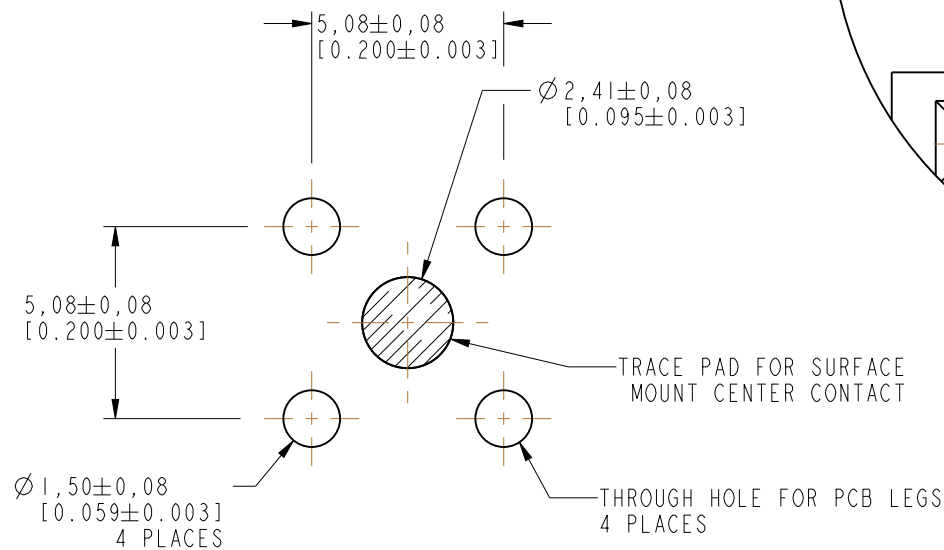 5,08±0,08
[0.200±0.003]
Ø2,41±0,08
[0.095±0.003]
5,08±0,08
[0.200±0.003]
TRACE PAD FOR SURFACE
MOUNT CENTER CONTACT
Ø1,50±0,08
[0.059±0.003]
4 PLACES
THROUGH HOLE FOR PCB LEGS
4 PLACES